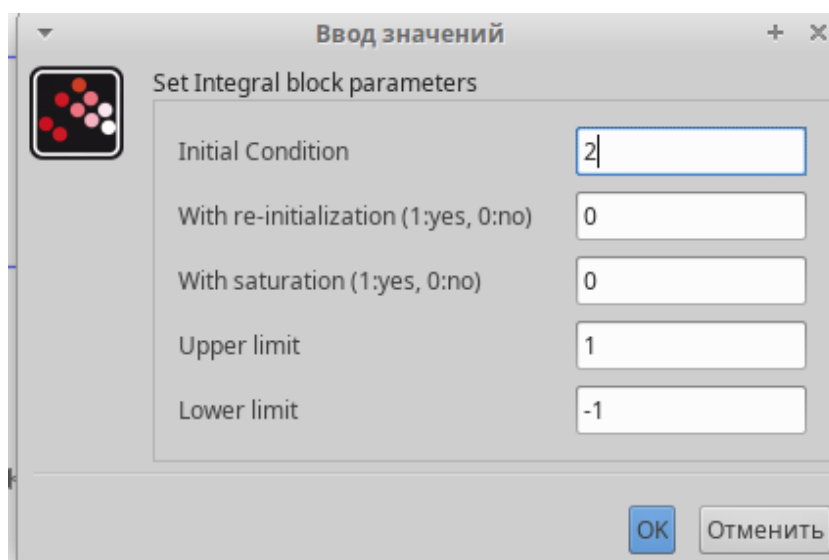 Ввод значений
Set Integral block parameters
Initial Condition 2
With re-initialization (1:yes, 0:no) 0
With saturation (1:yes, 0:no) 0
Upper limit 1
Lower limit -1
OK Отменить